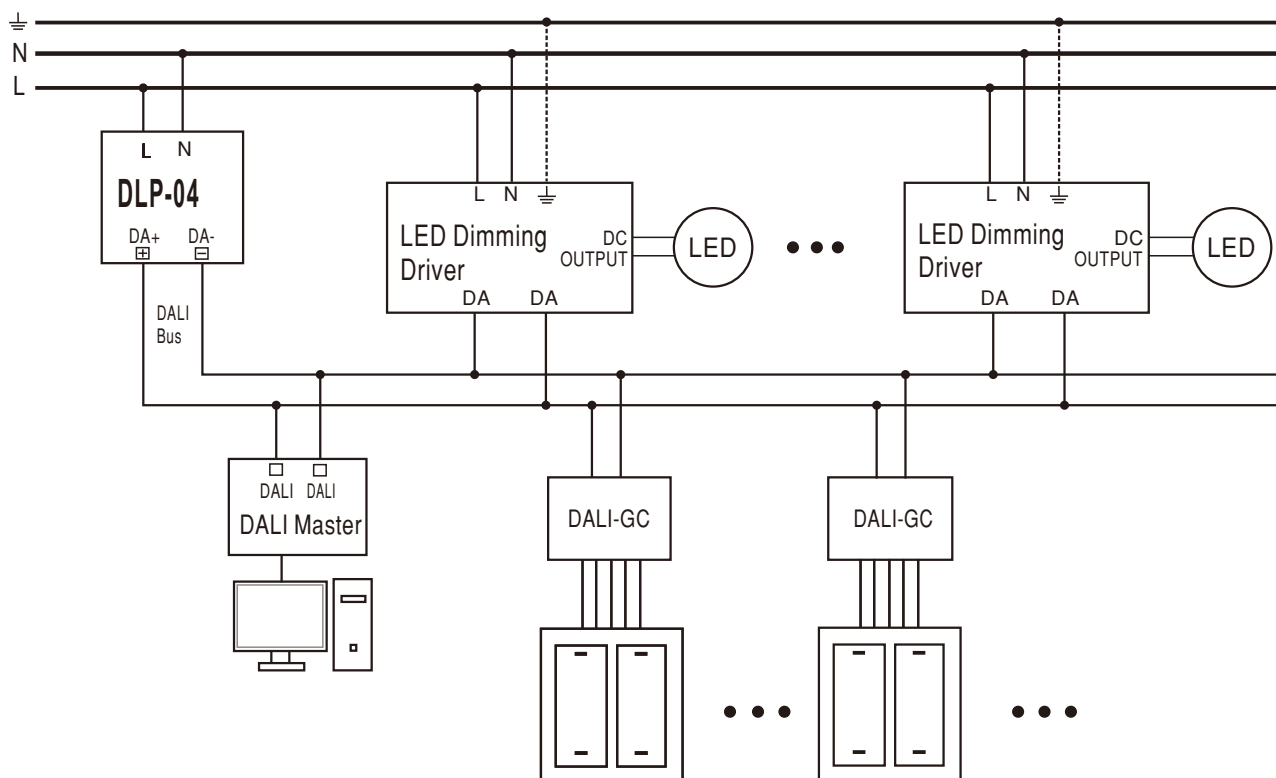 N
L
L N
DLP-04
DA+ DA-
DALI
Bus
L N
LED Dimming
Driver
DC
OUTPUT
DA DA
LED
L N
LED Dimming
Driver
DC
OUTPUT
DA DA
LED
DALI DALI
DALI Master
DALI-GC
DALI-GC